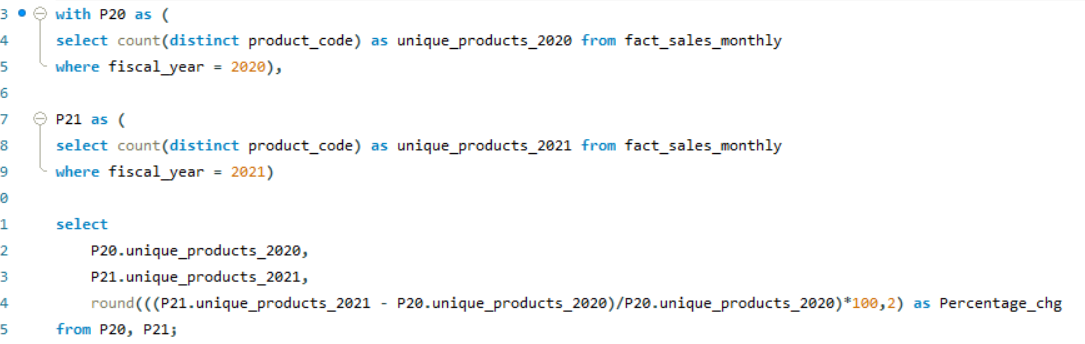 3 with P20 as (
4 select count(distinct product_code) as unique_products_2020 from fact_sales_monthly
5 where fiscal_year = 2020),
6
7 P21 as (
8 select count(distinct product_code) as unique_products_2021 from fact_sales_monthly
9 where fiscal_year = 2021)
0
1 select
2 P20.unique_products_2020,
3 P21.unique_products_2021,
4 round(((P21.unique_products_2021 - P20.unique_products_2020)/P20.unique_products_2020)*100,2) as Percentage_chg
5 from P20, P21;